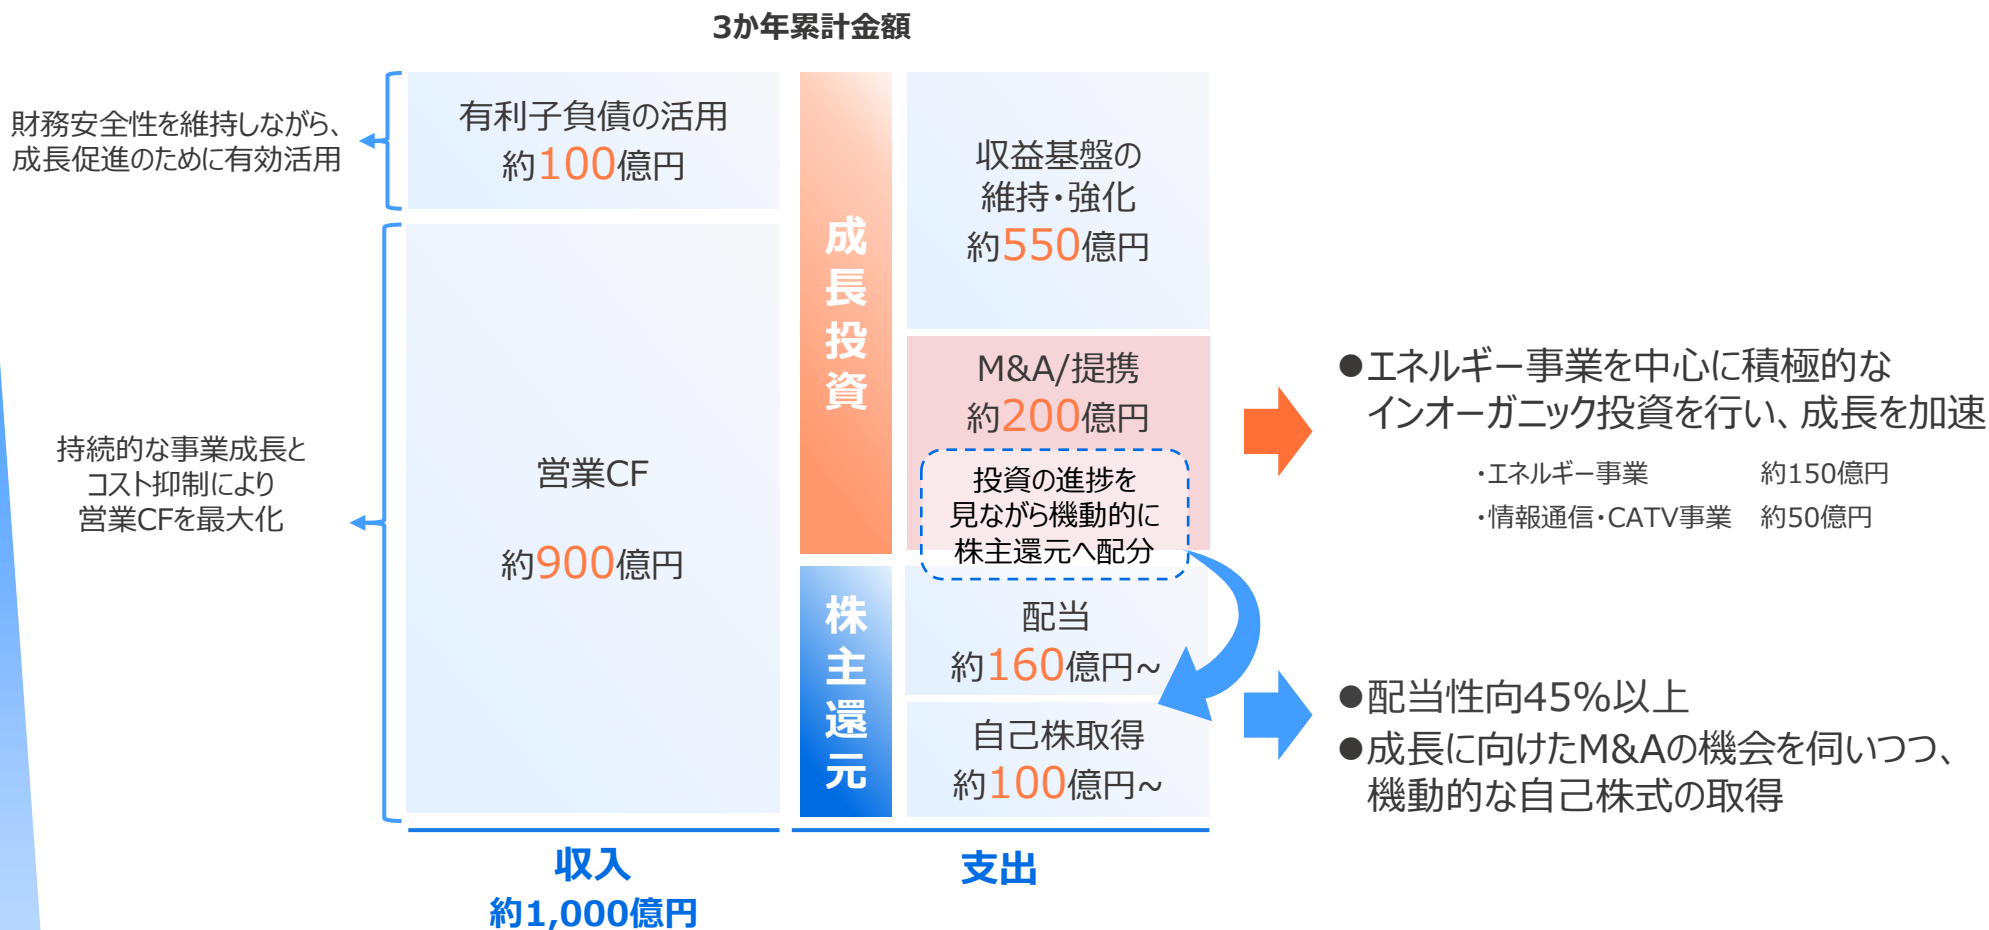 3か年累計金額
財務安全性を維持しながら、
成長促進のために有効活用
有利子負債の活用
約100億円
持続的な事業成長と
コスト抑制により
営業CFを最大化
営業CF
約900億円
収入
約1,000億円
成長投資
収益基盤の
維持・強化
約550億円
M&A/提携
約200億円
投資の進捗を
見ながら機動的に
株主還元へ配分
株主還元
配当
約160億円~
自己株取得
約100億円~
支出
●エネルギー事業を中心に積極的な
インオーガニック投資を行い、成長を加速
・エネルギー事業 約150億円
・情報通信・CATV事業 約50億円
●配当性向45%以上
●成長に向けたM&Aの機会を伺いつつ、
機動的な自己株式の取得